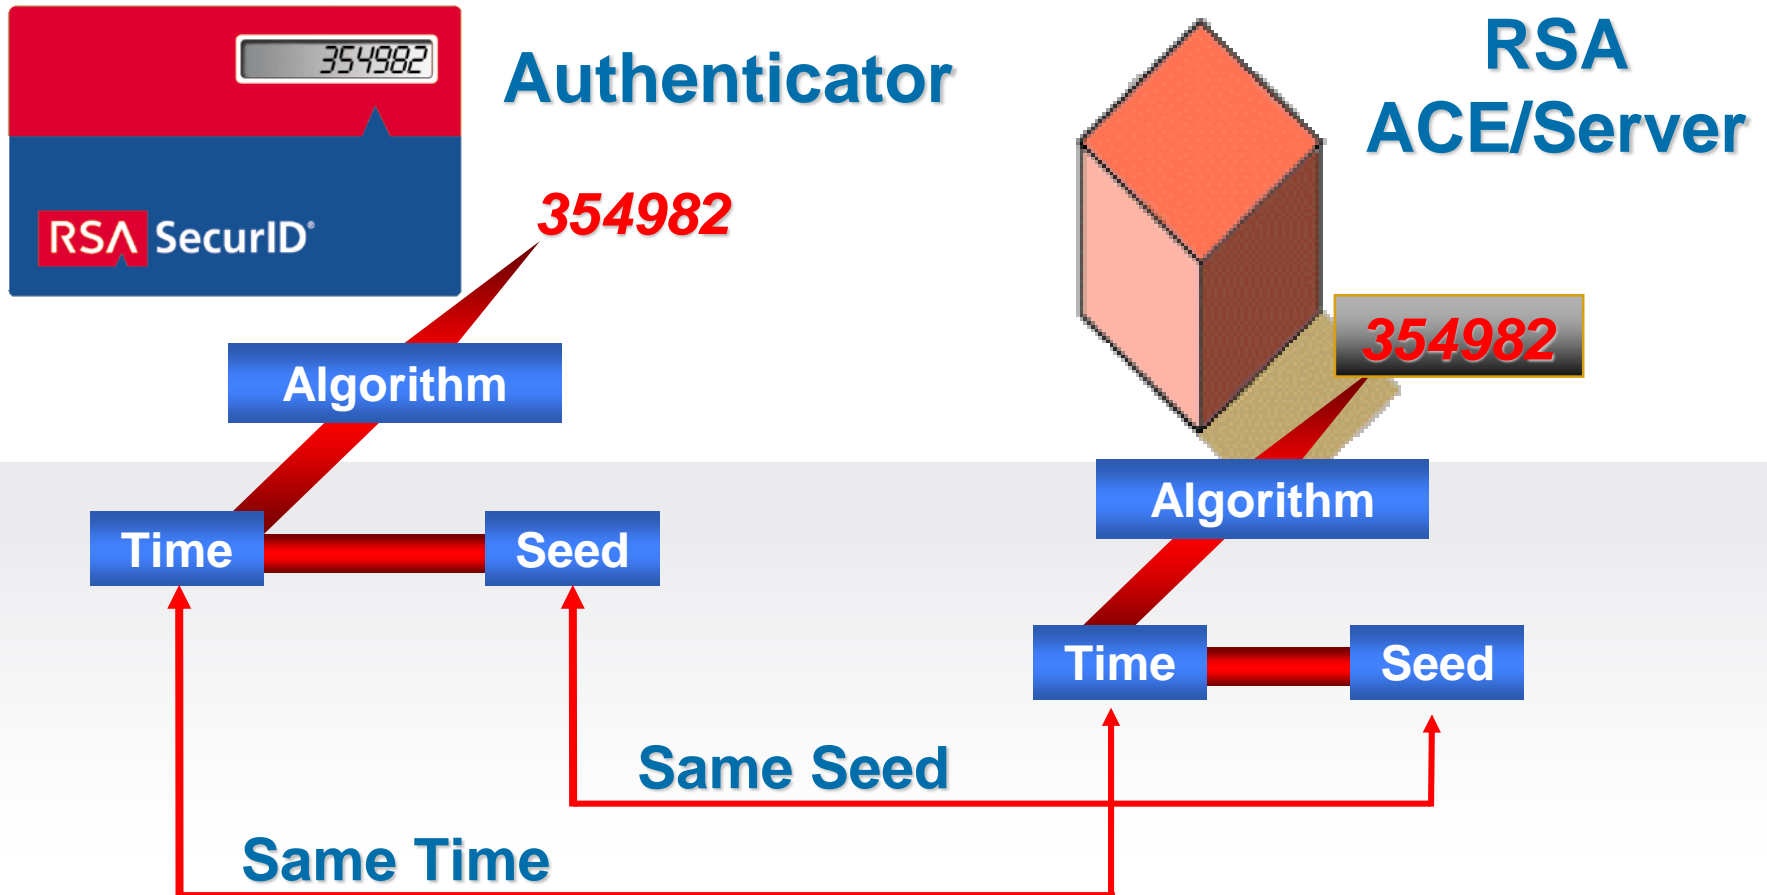 354982
RSA SecurID®
Authenticator
354982
Algorithm
Time
Seed
RSA
ACE/Server
354982
Algorithm
Time
Seed
Same Seed
Same Time